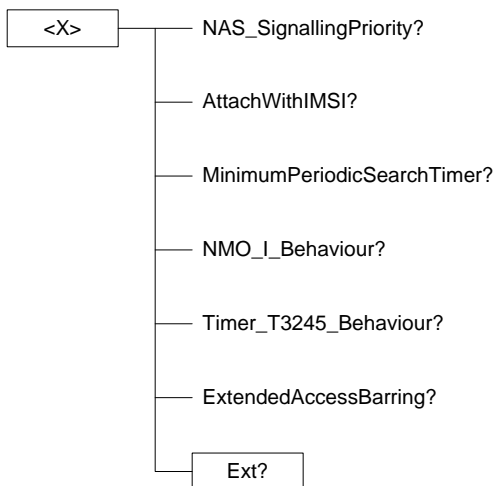 <X>
NAS_SignallingPriority?
AttachWithIMSI?
MinimumPeriodicSearchTimer?
NMO_I_Behaviour?
Timer_T3245_Behaviour?
ExtendedAccessBarring?
Ext?